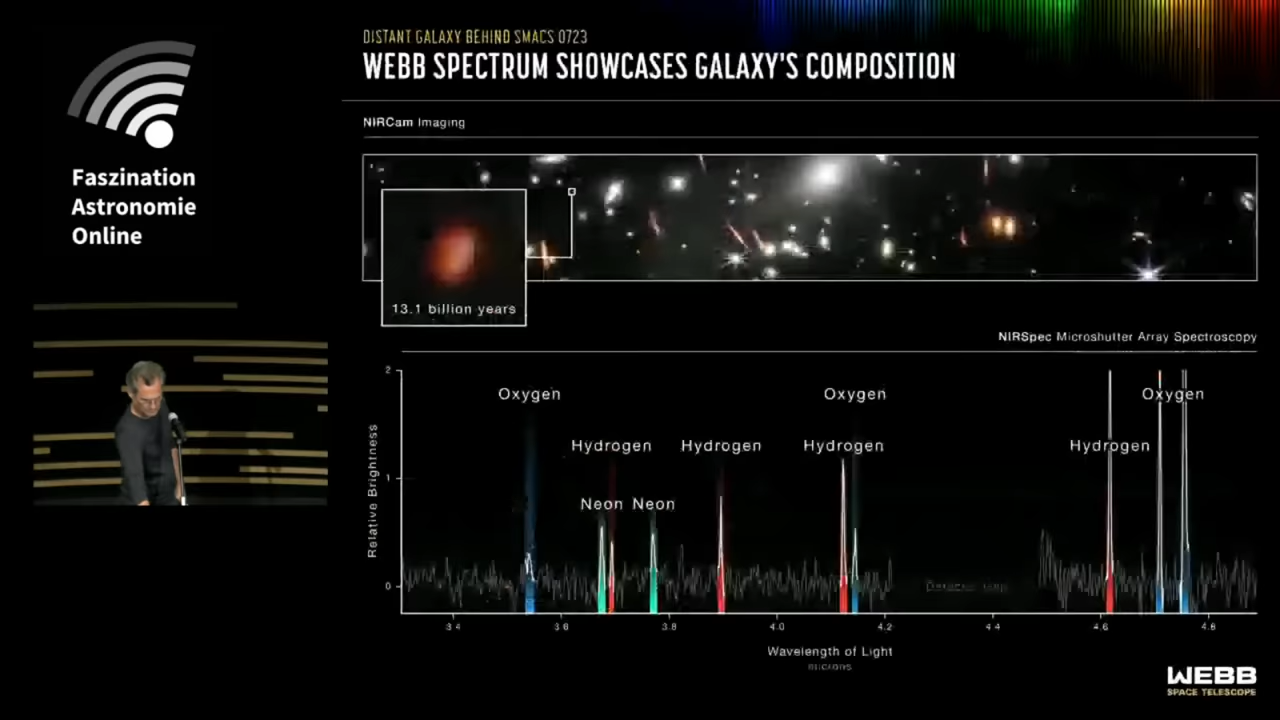 Faszination
Astronomie
Online
DISTANT GALAXY BEHIND SMACS 0723
WEBB SPECTRUM SHOWCASES GALAXY'S COMPOSITION
NIRCam Imaging
13.1 billion years
NIRSpec Microshutter Array Spectroscopy
2
Oxygen
Oxygen
Oxygen
Hydrogen
Hydrogen
Hydrogen
Hydrogen
1
Neon
Neon
Relative Brightness
0
Detector Gap
3.4
3.6
3.8
4.0
4.2
4.4
4.6
4.8
Wavelength of Light
microns
WEBB
SPACE TELESCOPE